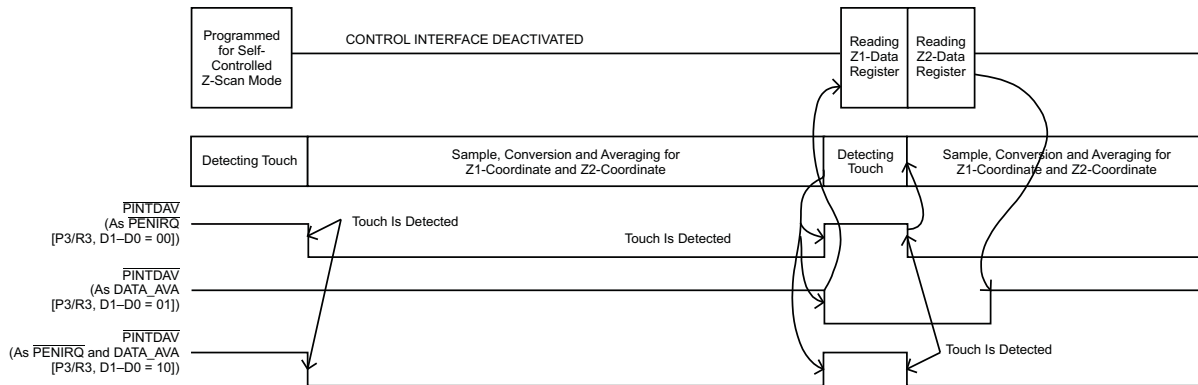 Programmed
for Self-
Controlled
Z-Scan Mode
CONTROL INTERFACE DEACTIVATED
Reading
Z1-Data
Register
Reading
Z2-Data
Register
Detecting Touch
Sample, Conversion and Averaging for
Z1-Coordinate and Z2-Coordinate
Detecting
Touch
Sample, Conversion and Averaging for
Z1-Coordinate and Z2-Coordinate
PINTDAV
(As PENIRQ
[P3/R3, D1–D0 = 00])
Touch Is Detected
Touch Is Detected
PINTDAV
(As DATA_AVA
[P3/R3, D1–D0 = 01])
PINTDAV
(As PENIRQ and DATA_AVA
[P3/R3, D1–D0 = 10])
Touch Is Detected